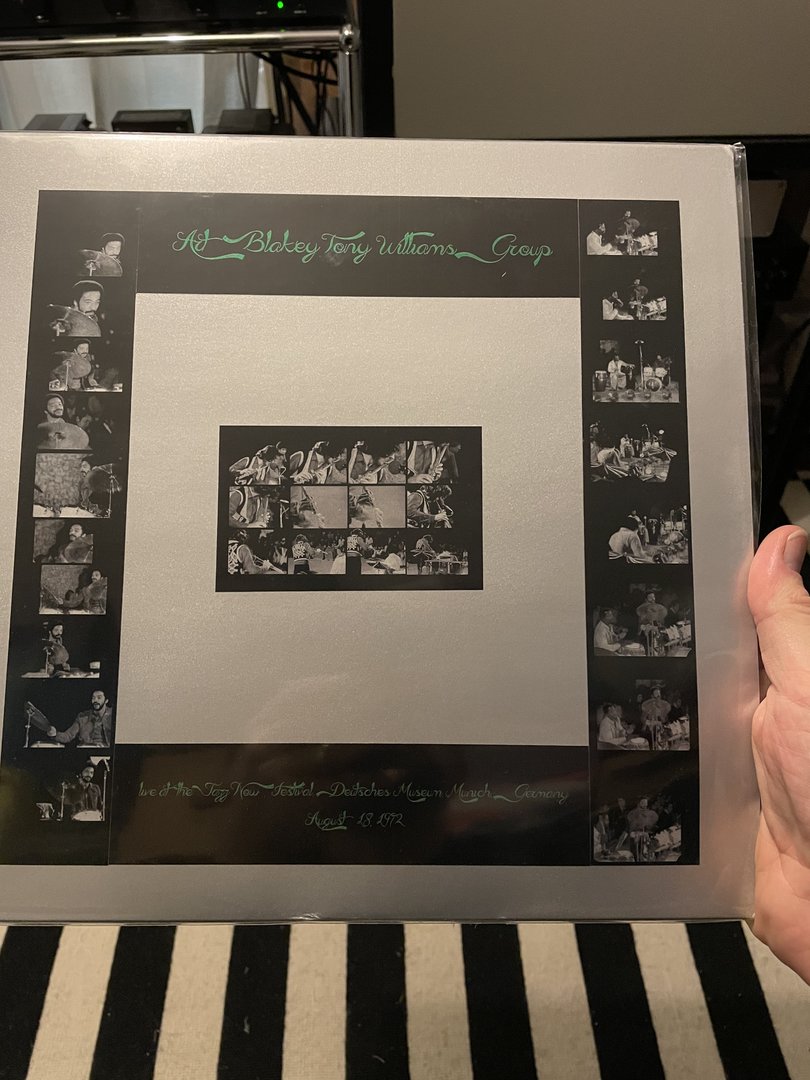 Art Blakey Tony Williams Group
live at the Jazz Now Festival Deutsches Museum Munich Germany
August 18, 1972